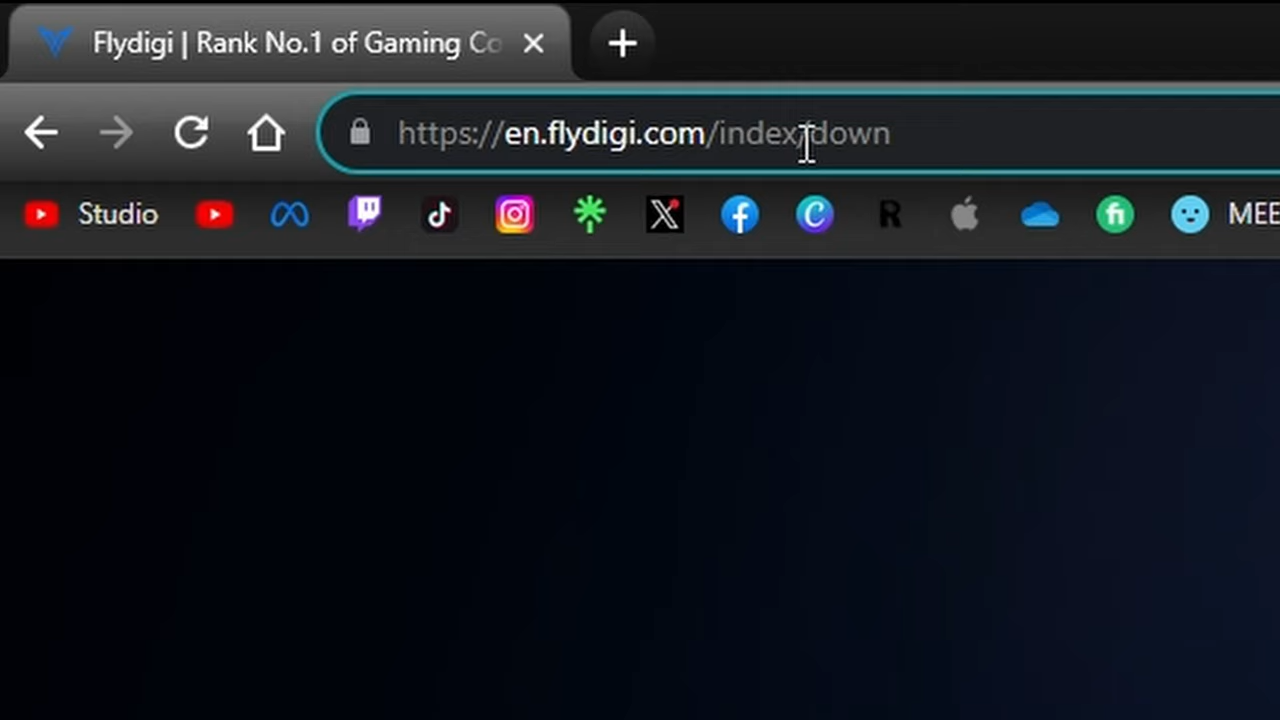 Flydigi | Rank No.1 of Gaming Co
https://en.flydigi.com/index/down
Studio
MEE